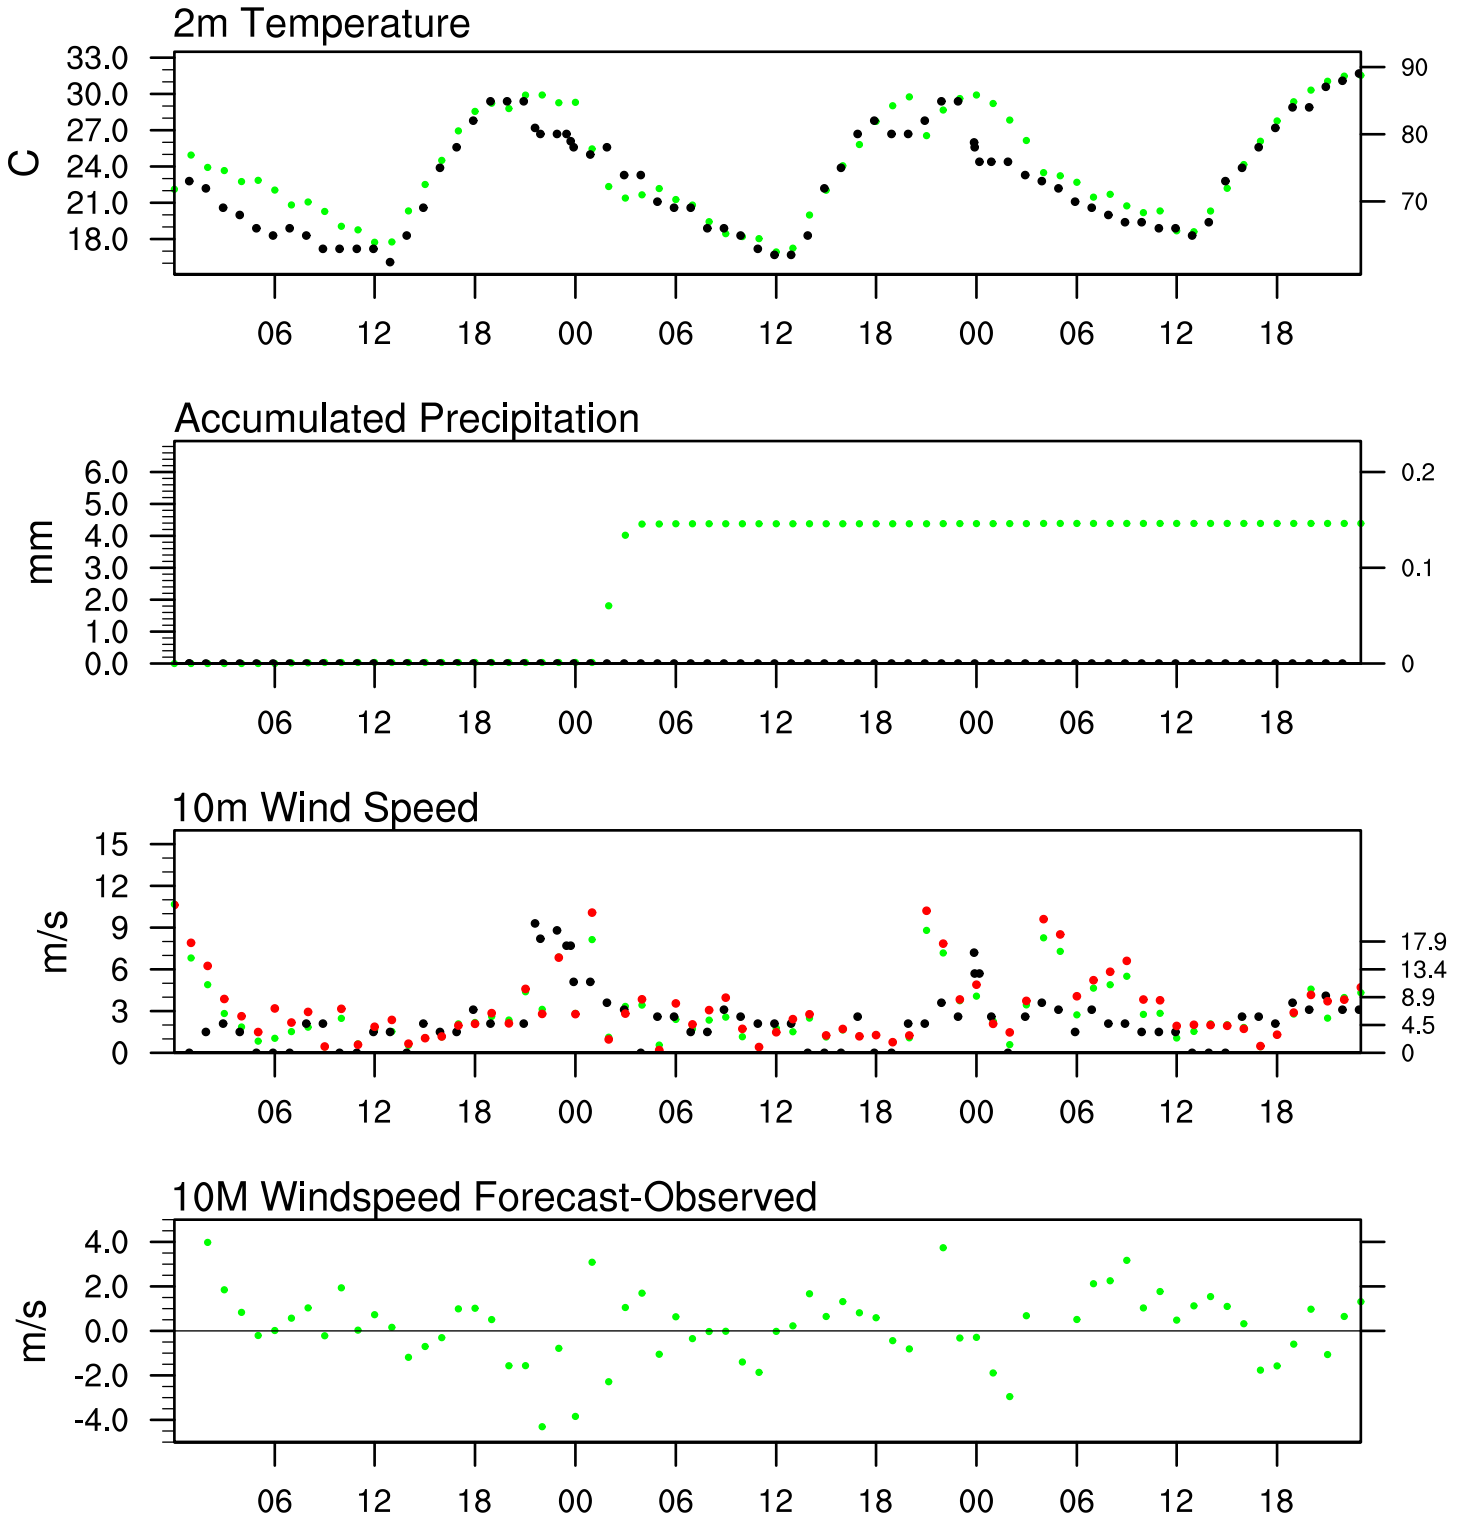 2m Temperature
33.0
30.0
27.0
24.0
21.0
18.0
C
90
80
70
06 12 18 00 06 12 18 00 06 12 18
Accumulated Precipitation
6.0
5.0
4.0
3.0
2.0
1.0
0.0
mm
0.2
0.1
0
06 12 18 00 06 12 18 00 06 12 18
10m Wind Speed
15
12
9
6
3
0
m/s
17.9
13.4
8.9
4.5
0
06 12 18 00 06 12 18 00 06 12 18
10M Windspeed Forecast-Observed
4.0
2.0
0.0
-2.0
-4.0
m/s
06 12 18 00 06 12 18 00 06 12 18